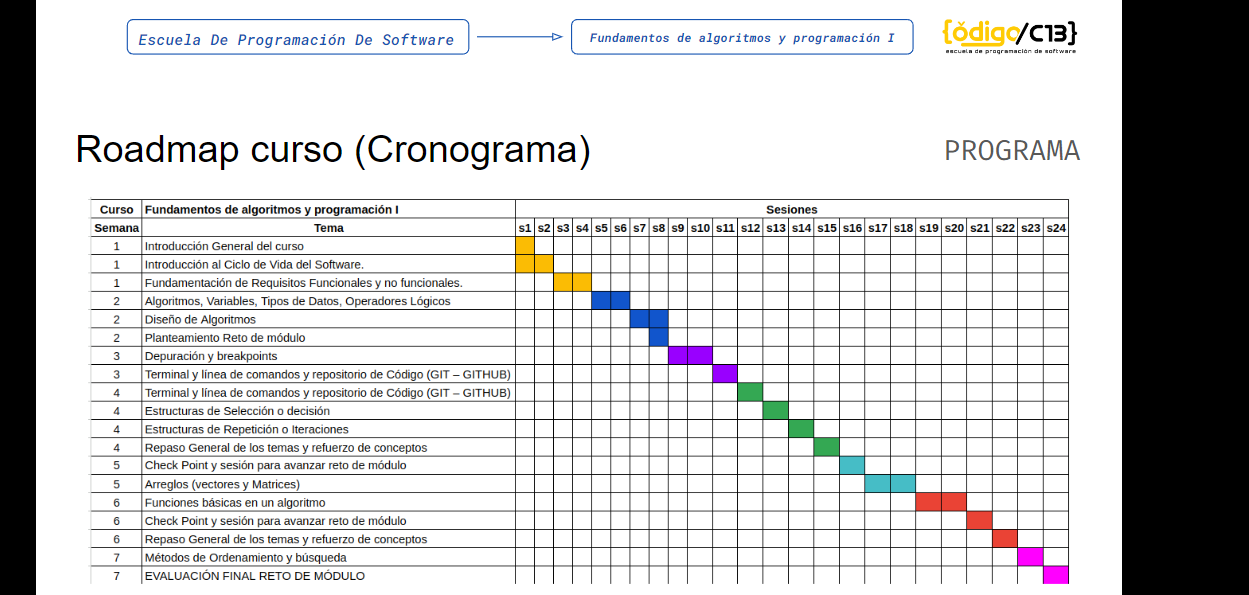 Escuela De Programación De Software
Fundamentos de algoritmos y programación I
{ódigo/C13}
escuela de programación de software
Roadmap curso (Cronograma)
PROGRAMA
Curso Fundamentos de algoritmos y programación I Sesiones
Semana Tema s1 s2 s3 s4 s5 s6 s7 s8 s9 s10 s11 s12 s13 s14 s15 s16 s17 s18 s19 s20 s21 s22 s23 s24
1 Introducción General del curso
1 Introducción al Ciclo de Vida del Software.
1 Fundamentación de Requisitos Funcionales y no funcionales.
2 Algoritmos, Variables, Tipos de Datos, Operadores Lógicos
2 Diseño de Algoritmos
2 Planteamiento Reto de módulo
3 Depuración y breakpoints
3 Terminal y línea de comandos y repositorio de Código (GIT – GITHUB)
4 Terminal y línea de comandos y repositorio de Código (GIT – GITHUB)
4 Estructuras de Selección o decisión
4 Estructuras de Repetición o Iteraciones
4 Repaso General de los temas y refuerzo de conceptos
5 Check Point y sesión para avanzar reto de módulo
5 Arreglos (vectores y Matrices)
6 Funciones básicas en un algoritmo
6 Check Point y sesión para avanzar reto de módulo
6 Repaso General de los temas y refuerzo de conceptos
7 Métodos de Ordenamiento y búsqueda
7 EVALUACIÓN FINAL RETO DE MÓDULO